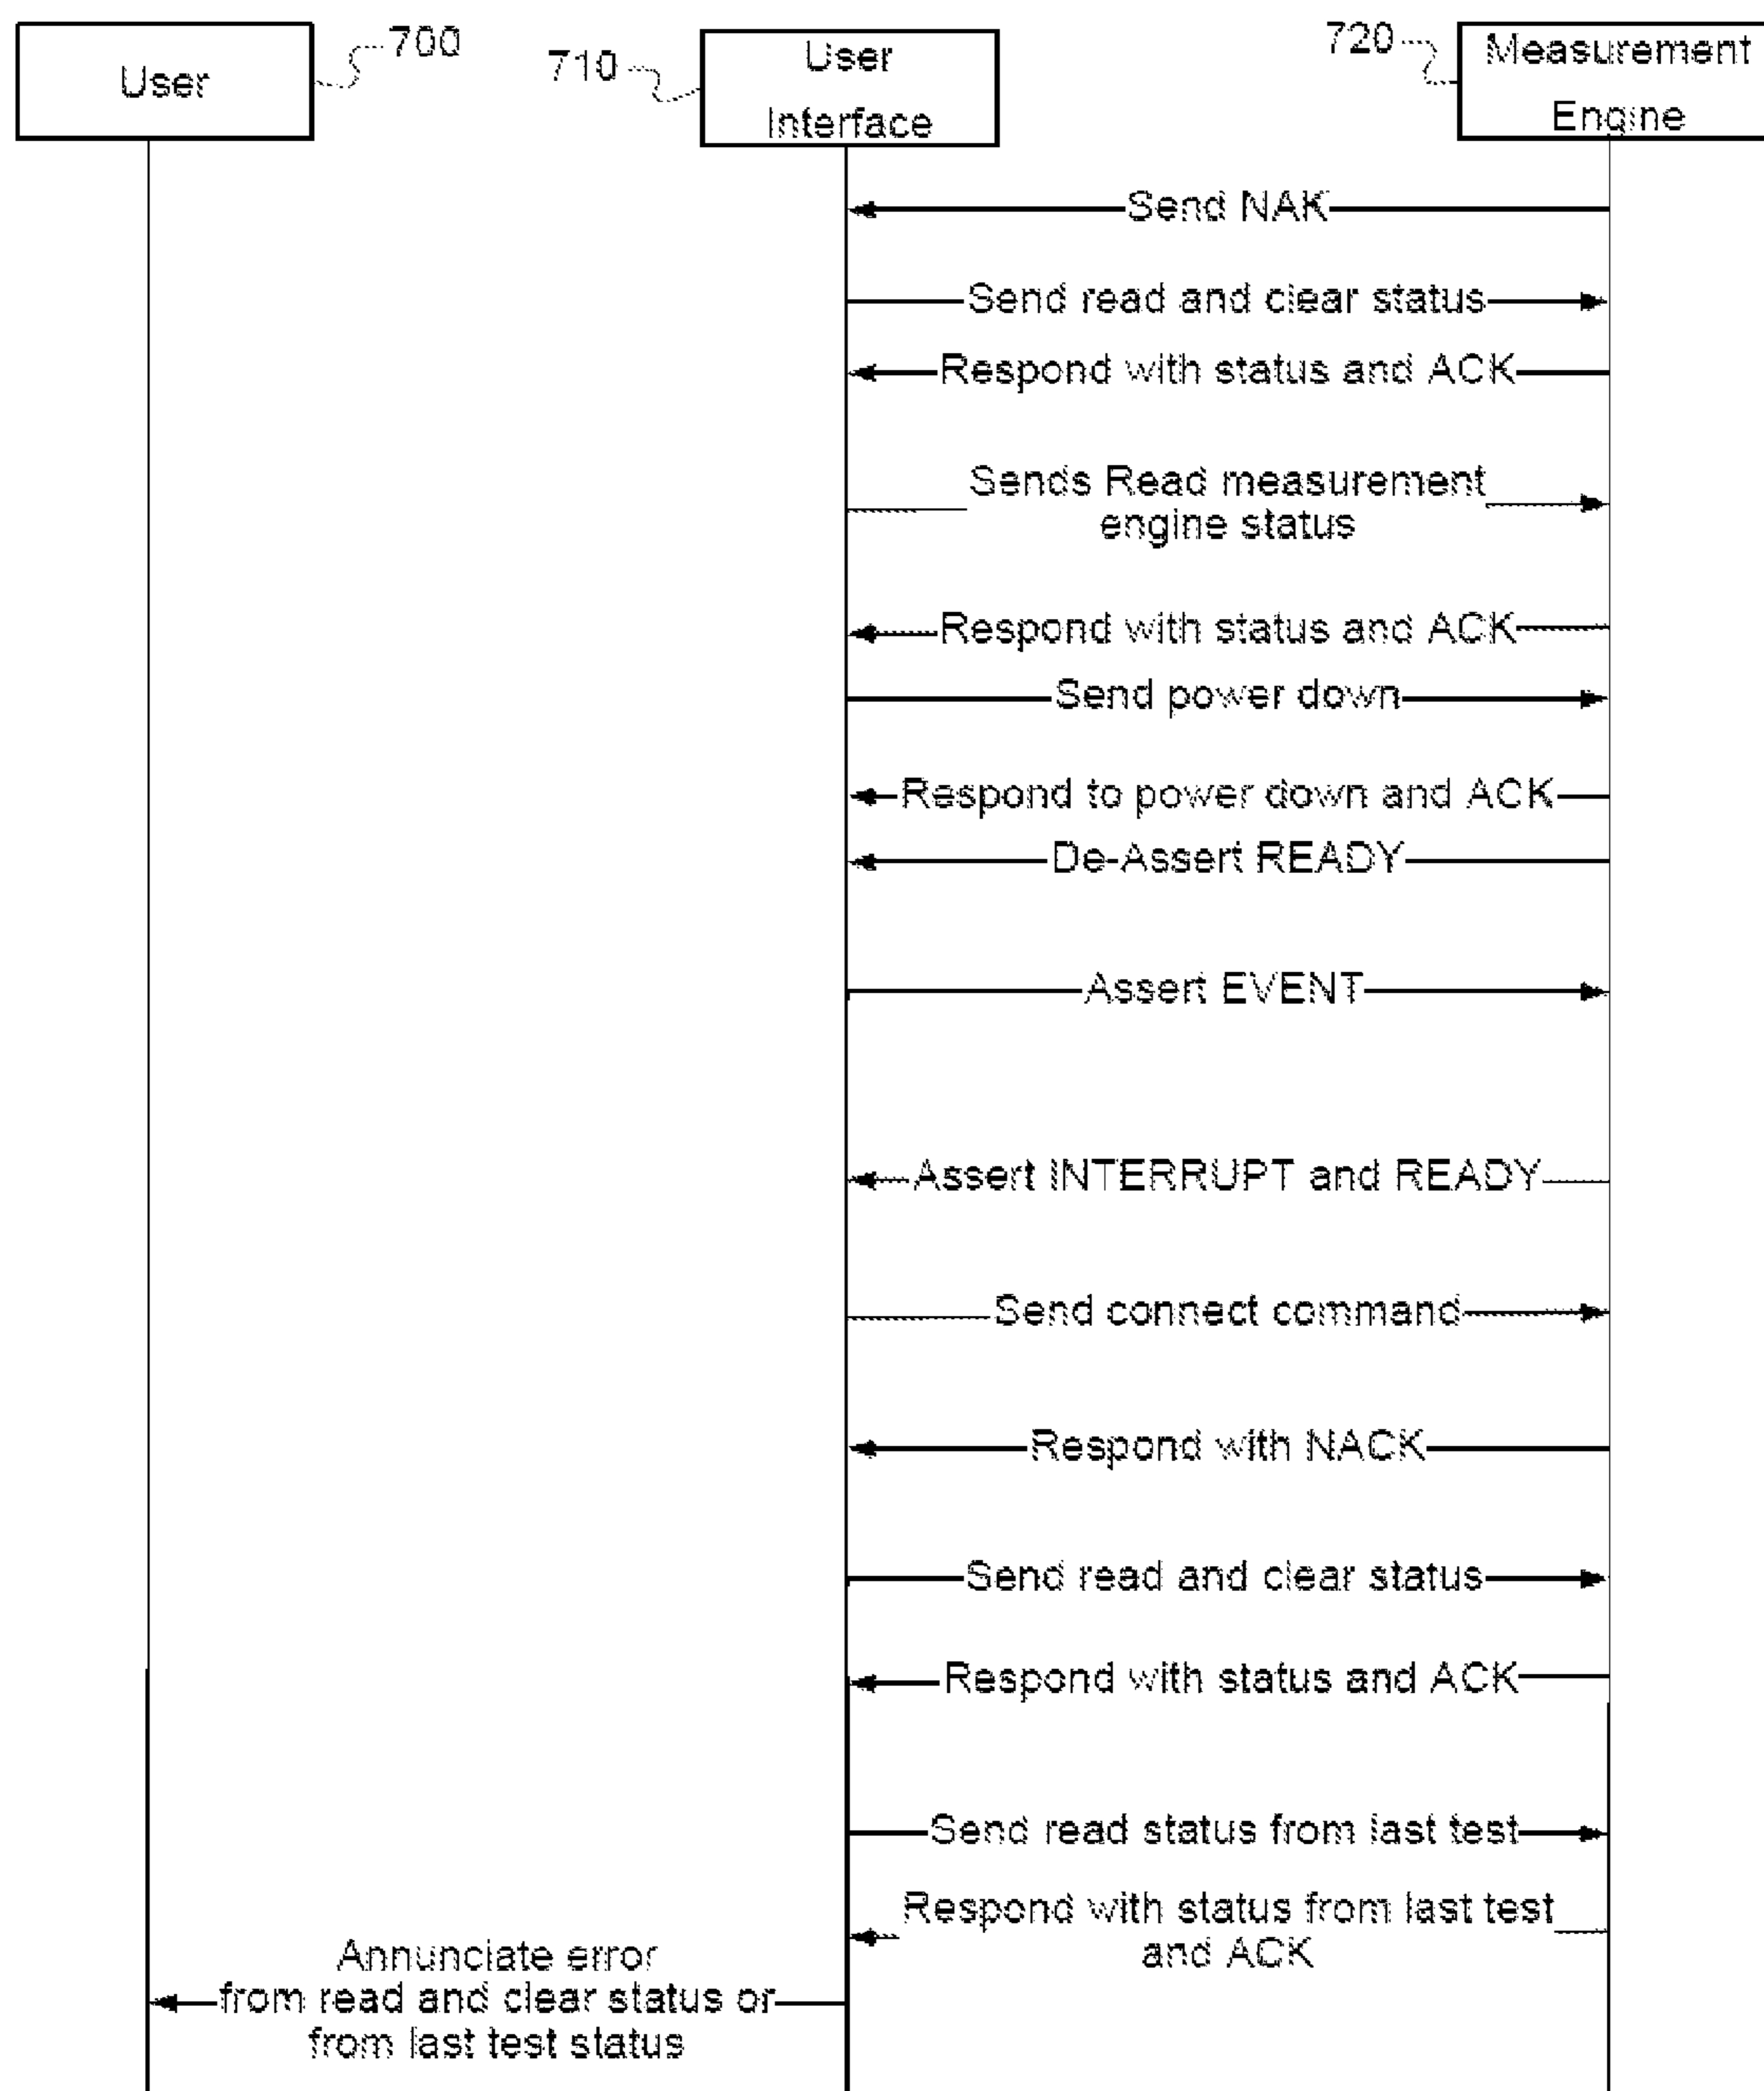 User
700
710
User
Interface
720
Measurement
Engine
Send NAK
Send read and clear status
Respond with status and ACK
Sends Read measurement
engine status
Respond with status and ACK
Send power down
Respond to power down and ACK
De-Assert READY
Assert EVENT
Assert INTERRUPT and READY
Send connect command
Respond with NACK
Send read and clear status
Respond with status and ACK
Send read status from last test
Respond with status from last test
and ACK
Annunciate error
from read and clear status or
from last test status